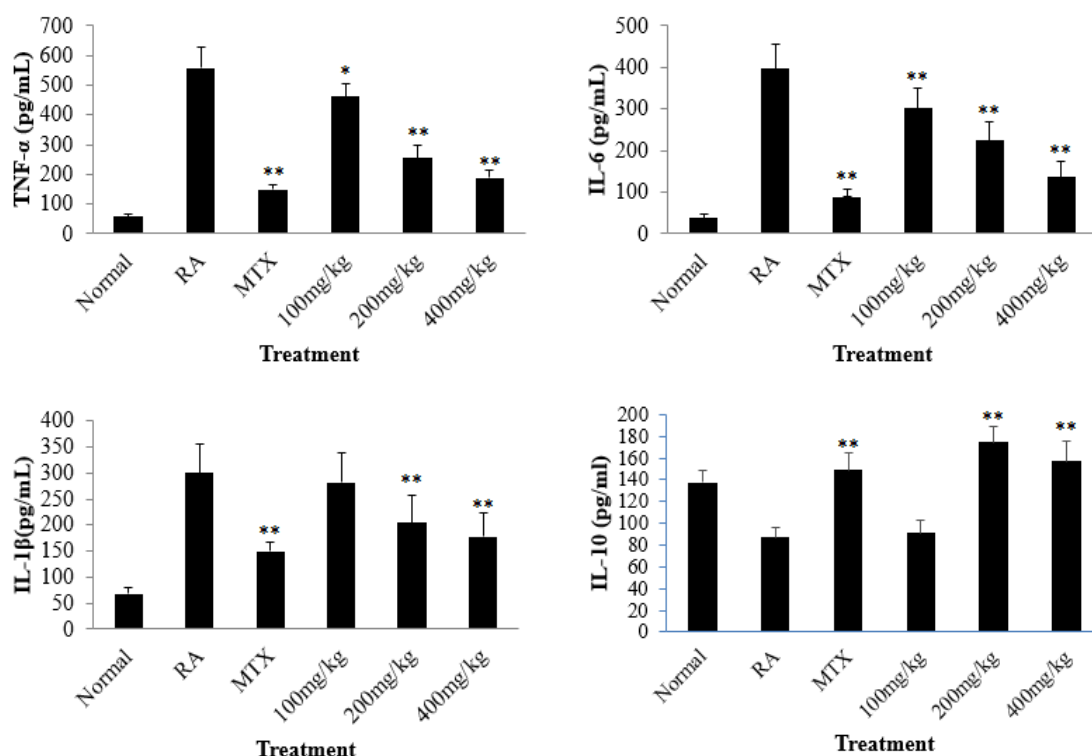 TNF-α (pg/mL)
700
600
500
400
300
200
100
0
**
*
**
**
Normal
RA
MTX
100mg/kg
200mg/kg
400mg/kg
Treatment
IL-6 (pg/mL)
500
400
300
200
100
0
**
**
**
**
Normal
RA
MTX
100mg/kg
200mg/kg
400mg/kg
Treatment
IL-1β(pg/mL)
400
350
300
250
200
150
100
50
0
**
**
**
Normal
RA
MTX
100mg/kg
200mg/kg
400mg/kg
Treatment
IL-10 (pg/ml)
200
180
160
140
120
100
80
60
40
20
0
**
**
**
Normal
RA
MTX
100mg/kg
200mg/kg
400mg/kg
Treatment